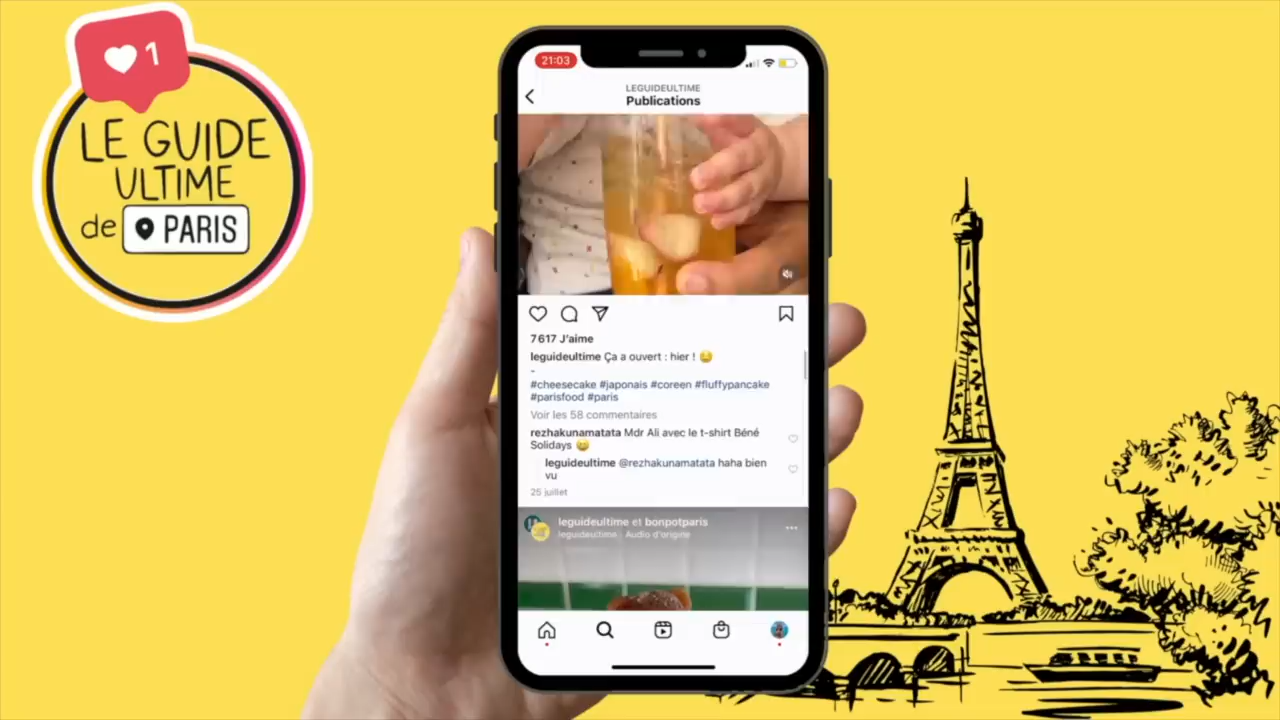 1
LE GUIDE
ULTIME
de PARIS
21:03
LEGUIDEULTIME
Publications
7 617 J'aime
leguideultime Ça a ouvert : hier ! 😆
-
#cheesecake #japonais #coreen #fluffypancake
#parisfood #paris
Voir les 58 commentaires
rezhakunamatata Mdr Ali avec le t-shirt Béné
Solidays 😄
leguideultime @rezhakunamatata haha bien
vu
25 juillet
leguideultime et bonpotparis
leguideultime · Audio d'origine